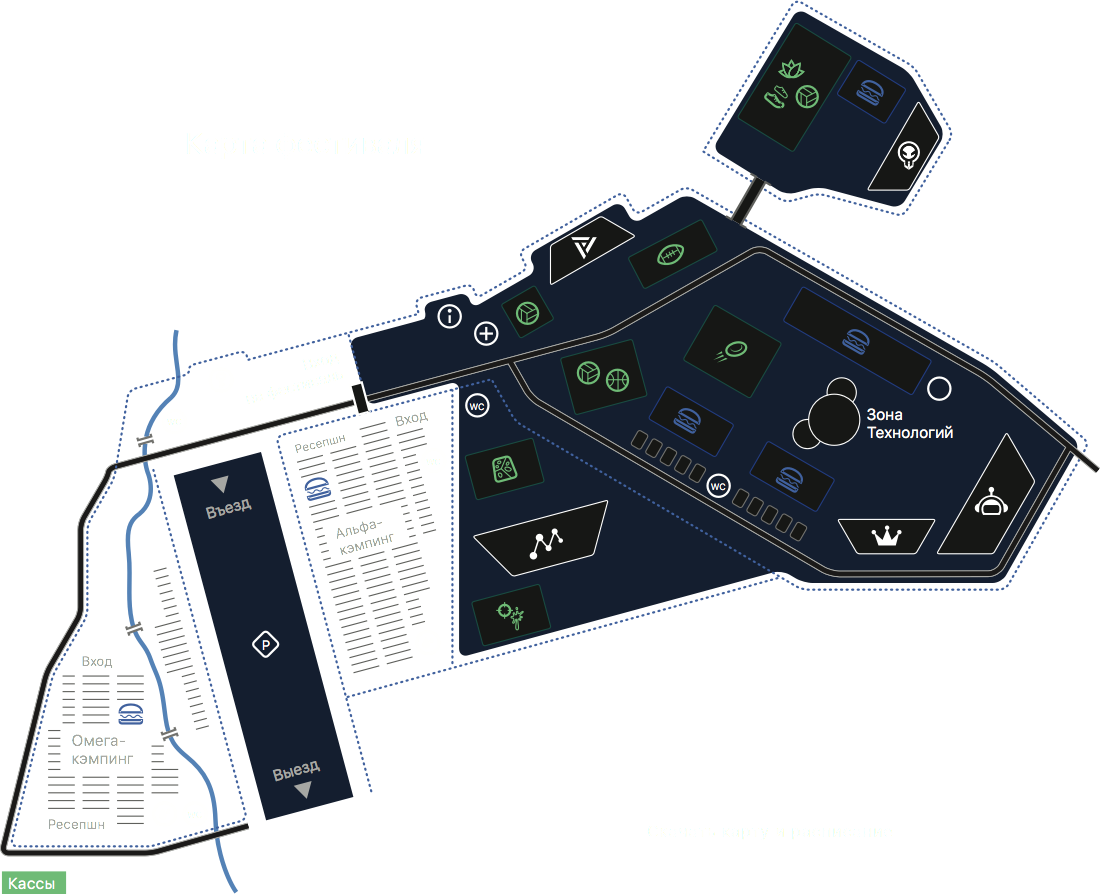 Зона
Технологий
WC
WC
Вход
Ресепшн
Альфа-
кэмпинг
Въезд
P
Выезд
Вход
Омега-
кэмпинг
Ресепшн
Кассы